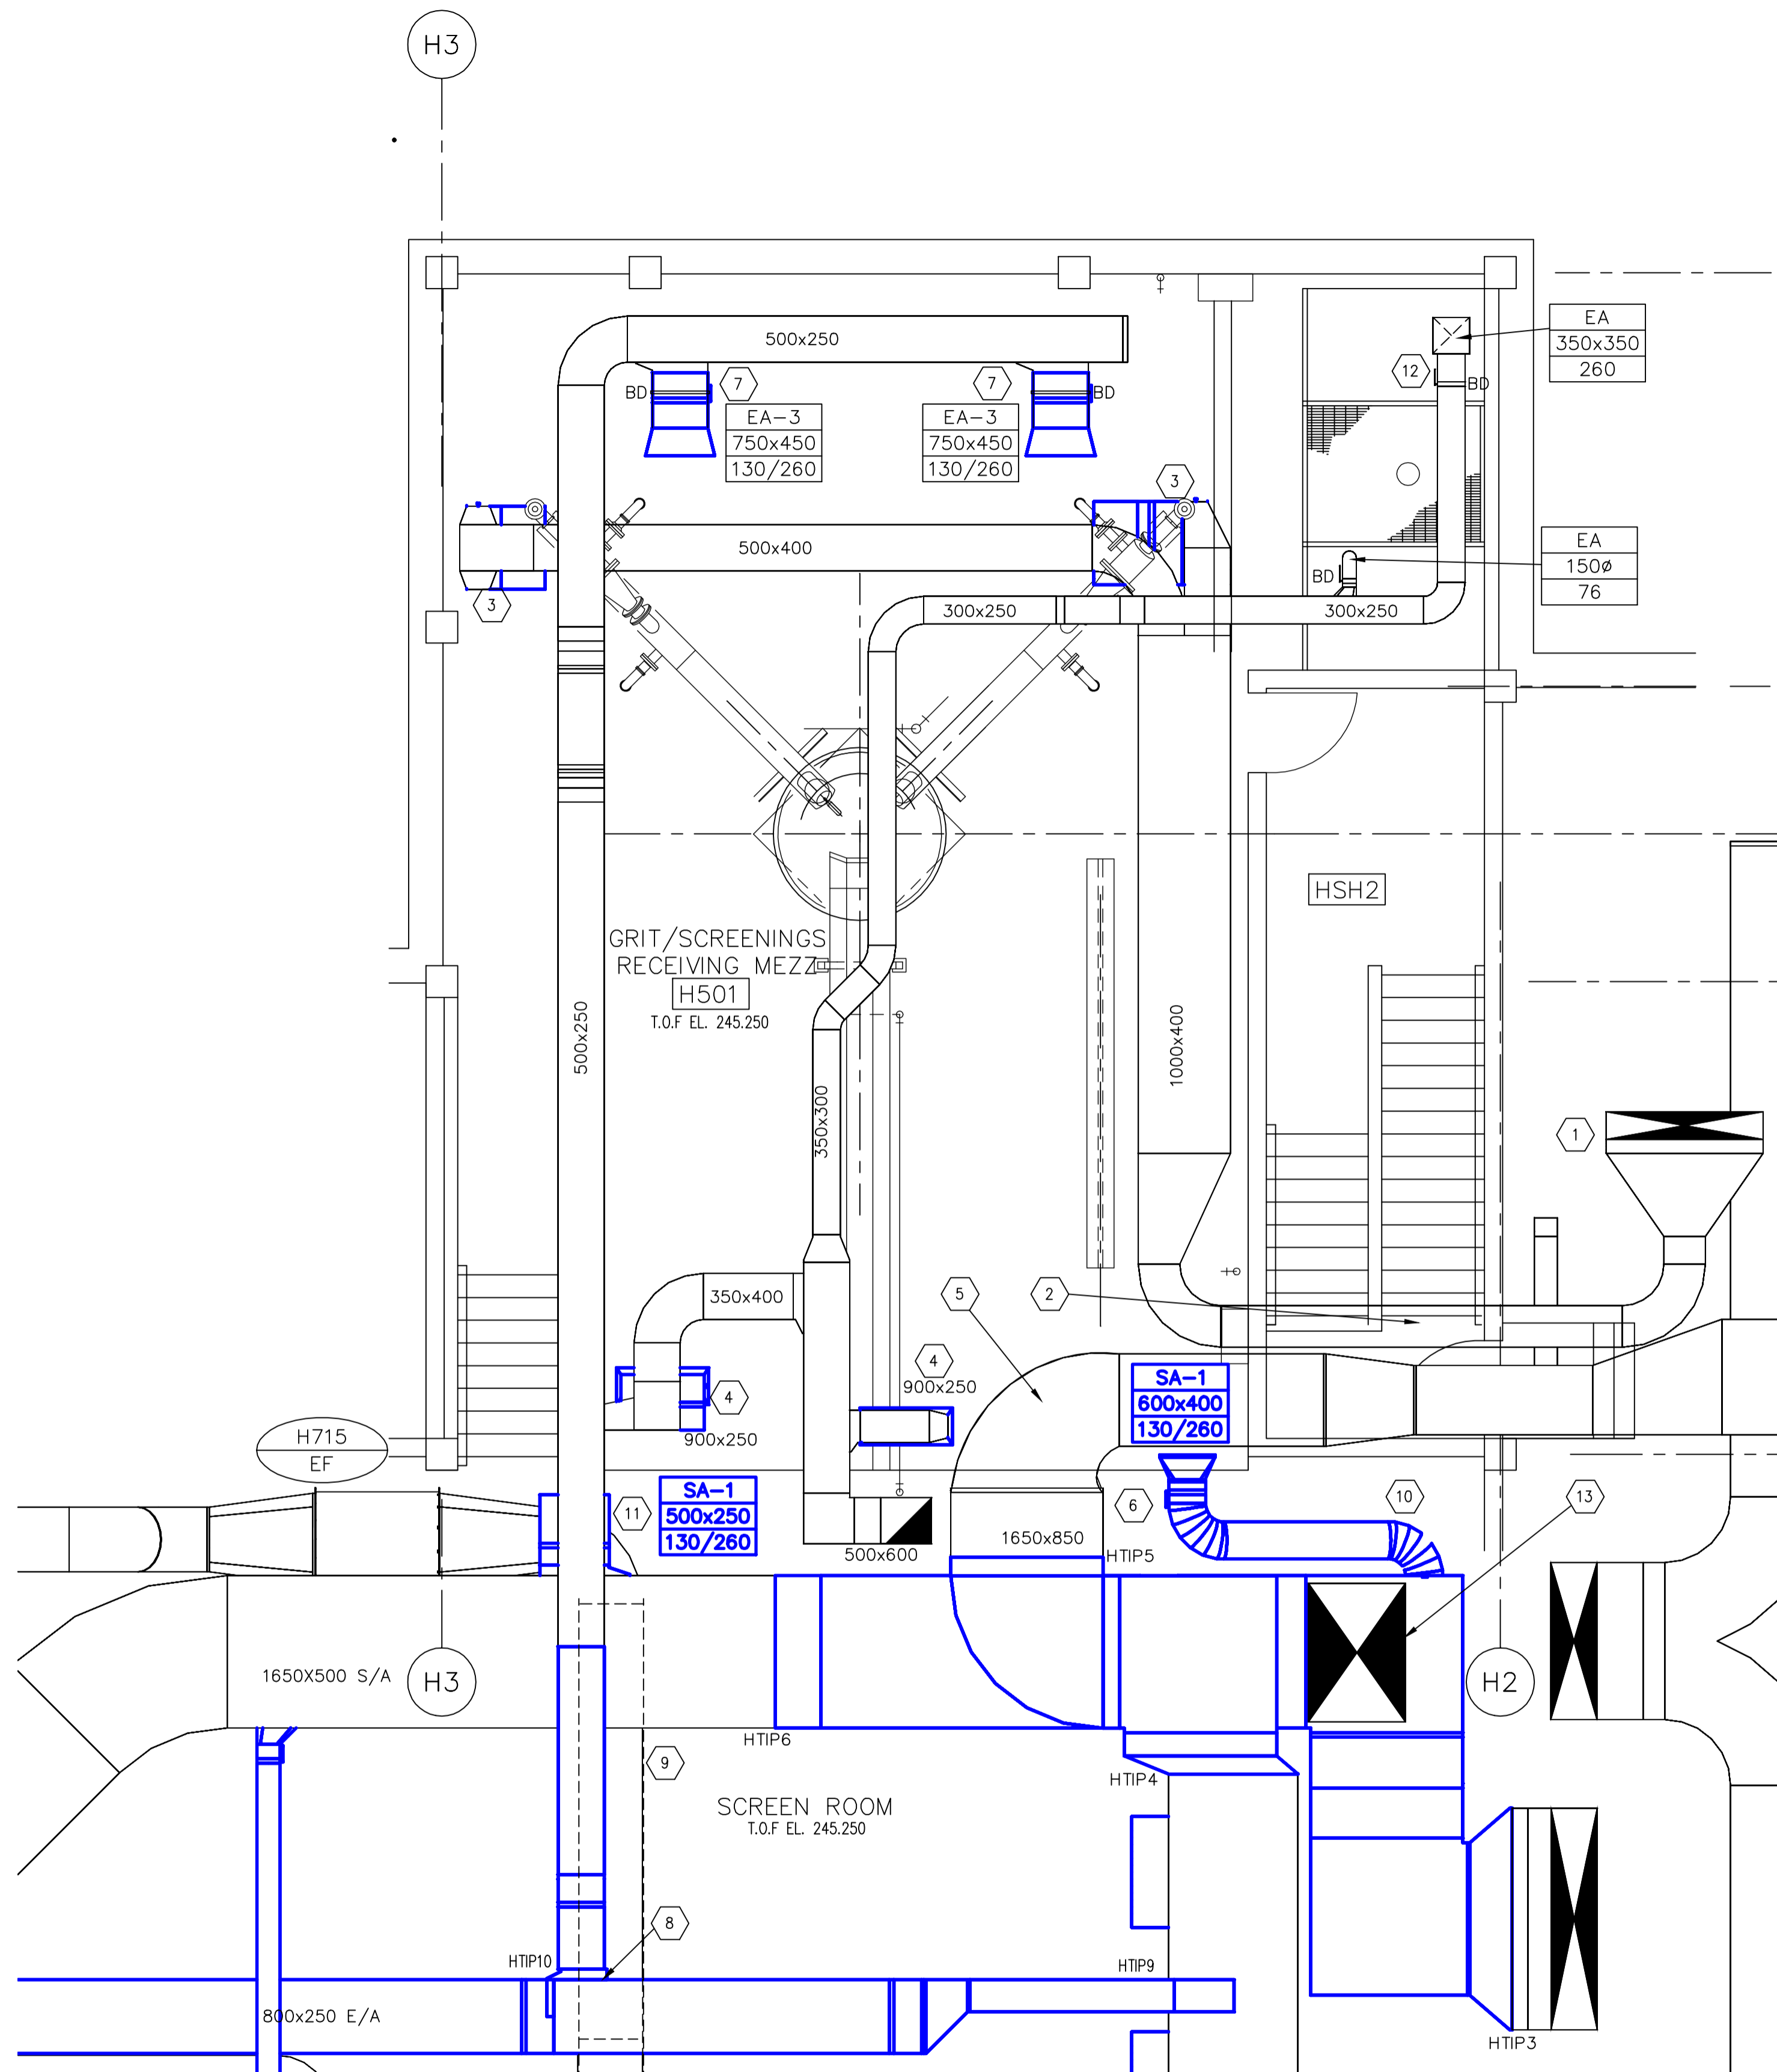 H3
500x250
BD
7
EA-3
750x450
130/260
7
BD
EA-3
750x450
130/260
12
BD
EA
350x350
260
3
500x400
3
BD
EA
150ø
76
300x250
300x250
HSH2
GRIT/SCREENINGS
RECEIVING MEZZ
H501
T.O.F EL. 245.250
500x250
350x300
1000x400
1
350x400
5
2
4
900x250
4
900x250
SA-1
600x400
130/260
H715
EF
11
SA-1
500x250
130/260
500x600
1650x850
6
HTIP5
10
13
1650X500 S/A
H3
H2
HTIP6
9
HTIP4
SCREEN ROOM
T.O.F EL. 245.250
8
HTIP10
HTIP9
800x250 E/A
HTIP3